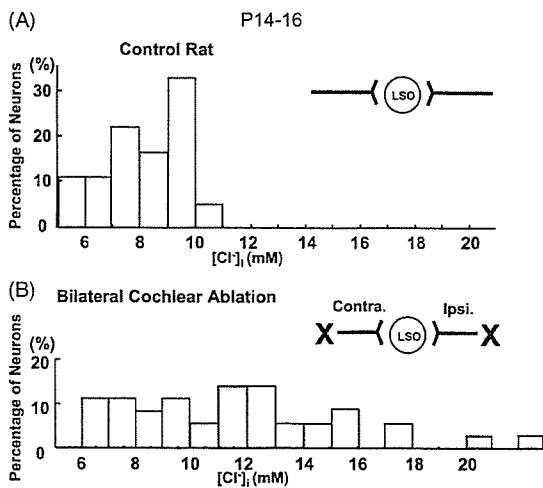 (A)
P14-16
Control Rat
(%)
Percentage of Neurons
30
20
10
0
LSO
6 8 10 12 14 15 16 18 20
[Cl-]i (mM)
(B)
Bilateral Cochlear Ablation
Contra. Ipsi.
X LSO X
(%)
Percentage of Neurons
20
10
0
6 8 10 12 14 16 18 20
[Cl-]i (mM)